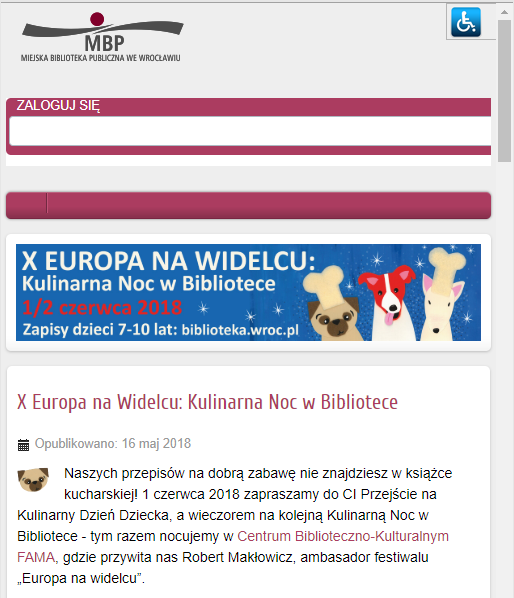 MBP
MIEJSKA BIBLIOTEKA PUBLICZNA WE WROCŁAWIU
ZALOGUJ SIĘ
X EUROPA NA WIDELCU:
Kulinarna Noc w Bibliotece
1/2 czerwca 2018
Zapisy dzieci 7-10 lat: biblioteka.wroc.pl
X Europa na Widelcu: Kulinarna Noc w Bibliotece
Opublikowano: 16 maj 2018
Naszych przepisów na dobrą zabawę nie znajdziesz w książce
kucharskiej! 1 czerwca 2018 zapraszamy do CI Przejście na
Kulinarny Dzień Dziecka, a wieczorem na kolejną Kulinarną Noc w
Bibliotece - tym razem nocujemy w Centrum Biblioteczno-Kulturalnym
FAMA, gdzie przywita nas Robert Makłowicz, ambasador festiwalu
„Europa na widelcu”.